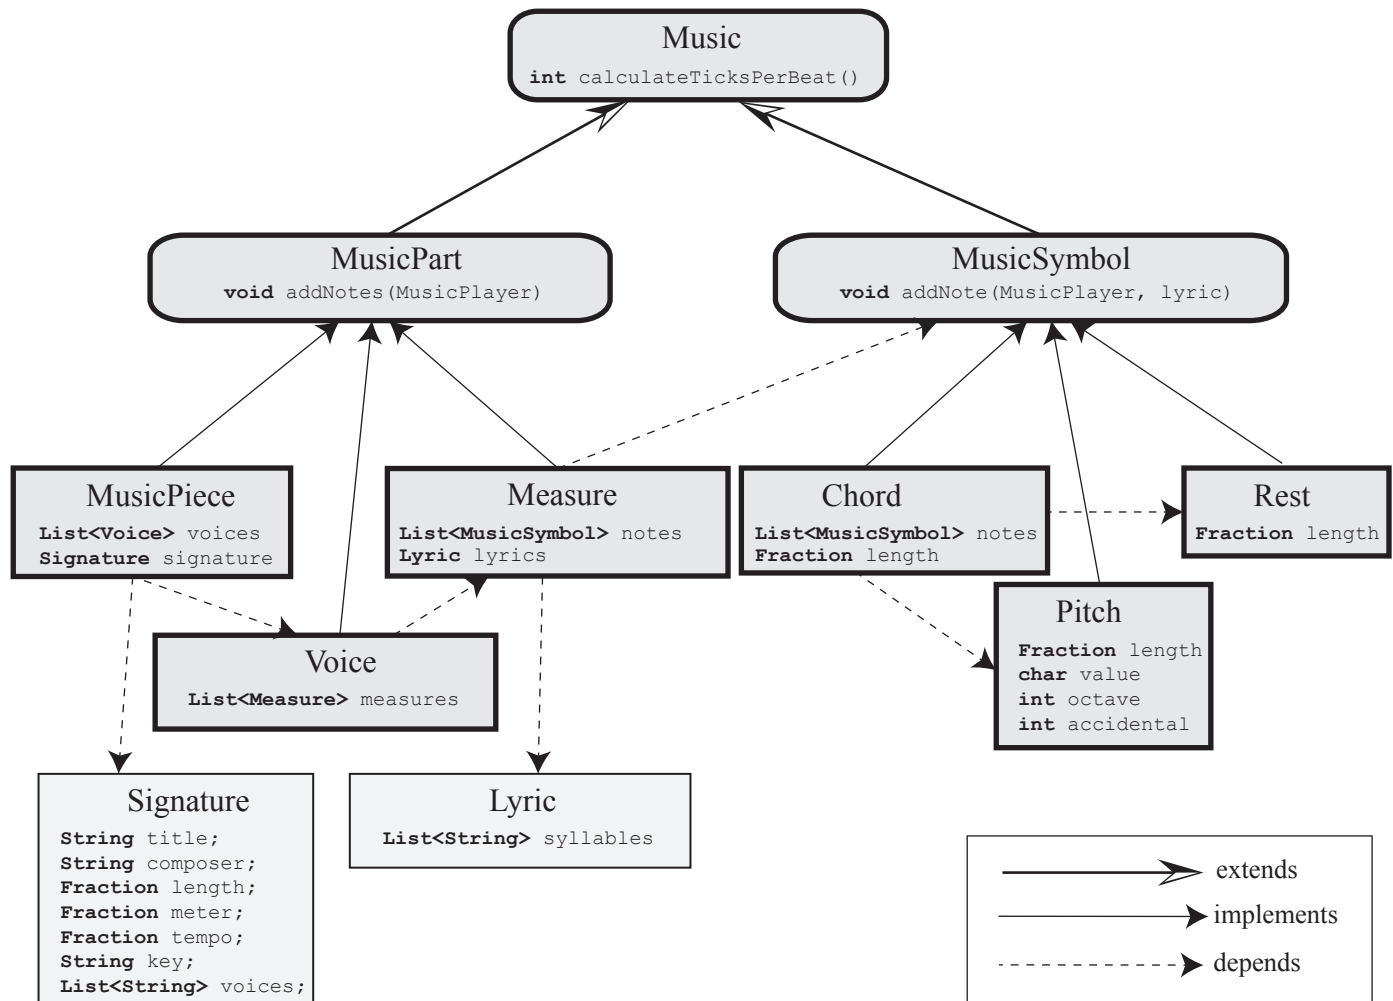 Music
int calculateTicksPerBeat()
MusicPart
void addNotes(MusicPlayer)
MusicSymbol
void addNote(MusicPlayer, lyric)
MusicPiece
List<Voice> voices
Signature signature
Measure
List<MusicSymbol> notes
Lyric lyrics
Chord
List<MusicSymbol> notes
Fraction length
Rest
Fraction length
Voice
List<Measure> measures
Pitch
Fraction length
char value
int octave
int accidental
Signature
String title;
String composer;
Fraction length;
Fraction meter;
Fraction tempo;
String key;
List<String> voices;
Lyric
List<String> syllables
extends
implements
depends